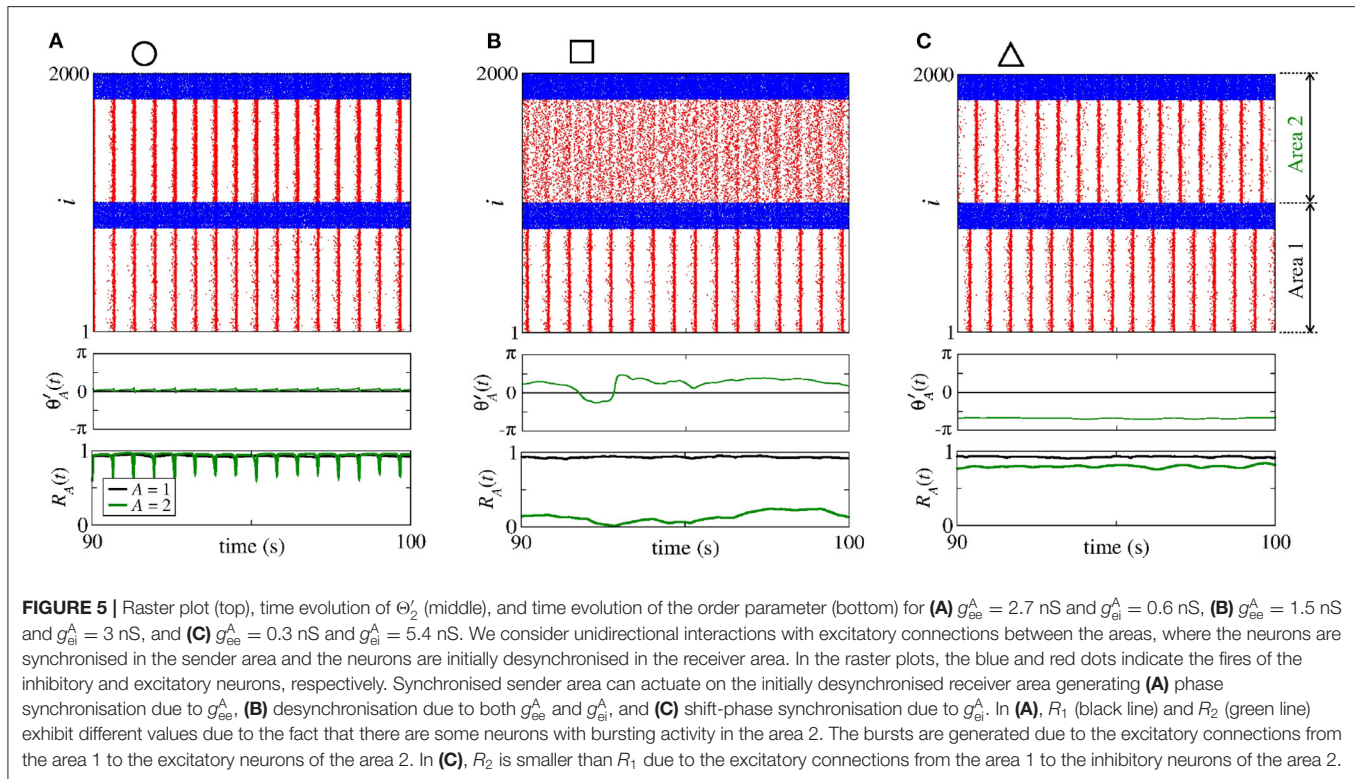 A
B
C
2000
i
1
π
0
-π
θ′A(t)
1
RA(t)
0
A = 1
A = 2
90
time (s)
100
2000
i
1
π
0
-π
θ′A(t)
1
RA(t)
0
90
time (s)
100
2000
i
1
π
0
-π
θ′A(t)
1
RA(t)
0
90
time (s)
100
Area 2
Area 1
FIGURE 5 | Raster plot (top), time evolution of Θ′2 (middle), and time evolution of the order parameter (bottom) for (A) gᴬee = 2.7 nS and gᴬei = 0.6 nS, (B) gᴬee = 1.5 nS
and gᴬei = 3 nS, and (C) gᴬee = 0.3 nS and gᴬei = 5.4 nS. We consider unidirectional interactions with excitatory connections between the areas, where the neurons are
synchronised in the sender area and the neurons are initially desynchronised in the receiver area. In the raster plots, the blue and red dots indicate the fires of the
inhibitory and excitatory neurons, respectively. Synchronised sender area can actuate on the initially desynchronised receiver area generating (A) phase
synchronisation due to gᴬee, (B) desynchronisation due to both gᴬee and gᴬei, and (C) shift-phase synchronisation due to gᴬei. In (A), R1 (black line) and R2 (green line)
exhibit different values due to the fact that there are some neurons with bursting activity in the area 2. The bursts are generated due to the excitatory connections from
the area 1 to the excitatory neurons of the area 2. In (C), R2 is smaller than R1 due to the excitatory connections from the area 1 to the inhibitory neurons of the area 2.